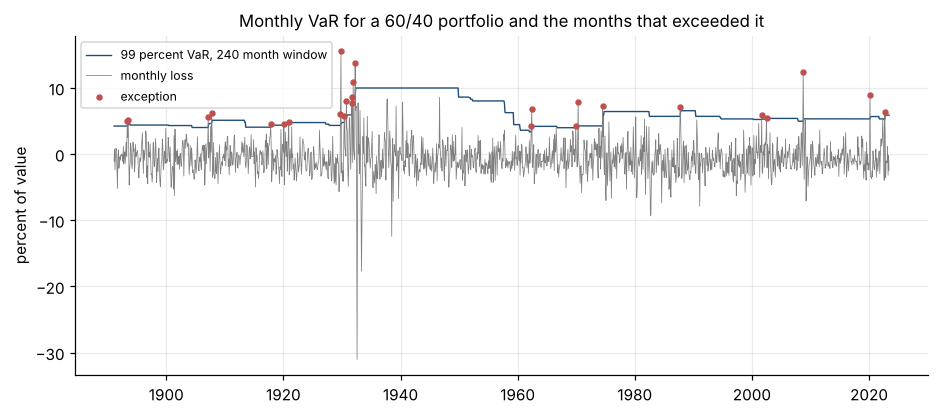 Monthly VaR for a 60/40 portfolio and the months that exceeded it
99 percent VaR, 240 month window
monthly loss
exception
percent of value
10
0
−10
−20
−30
1900
1920
1940
1960
1980
2000
2020